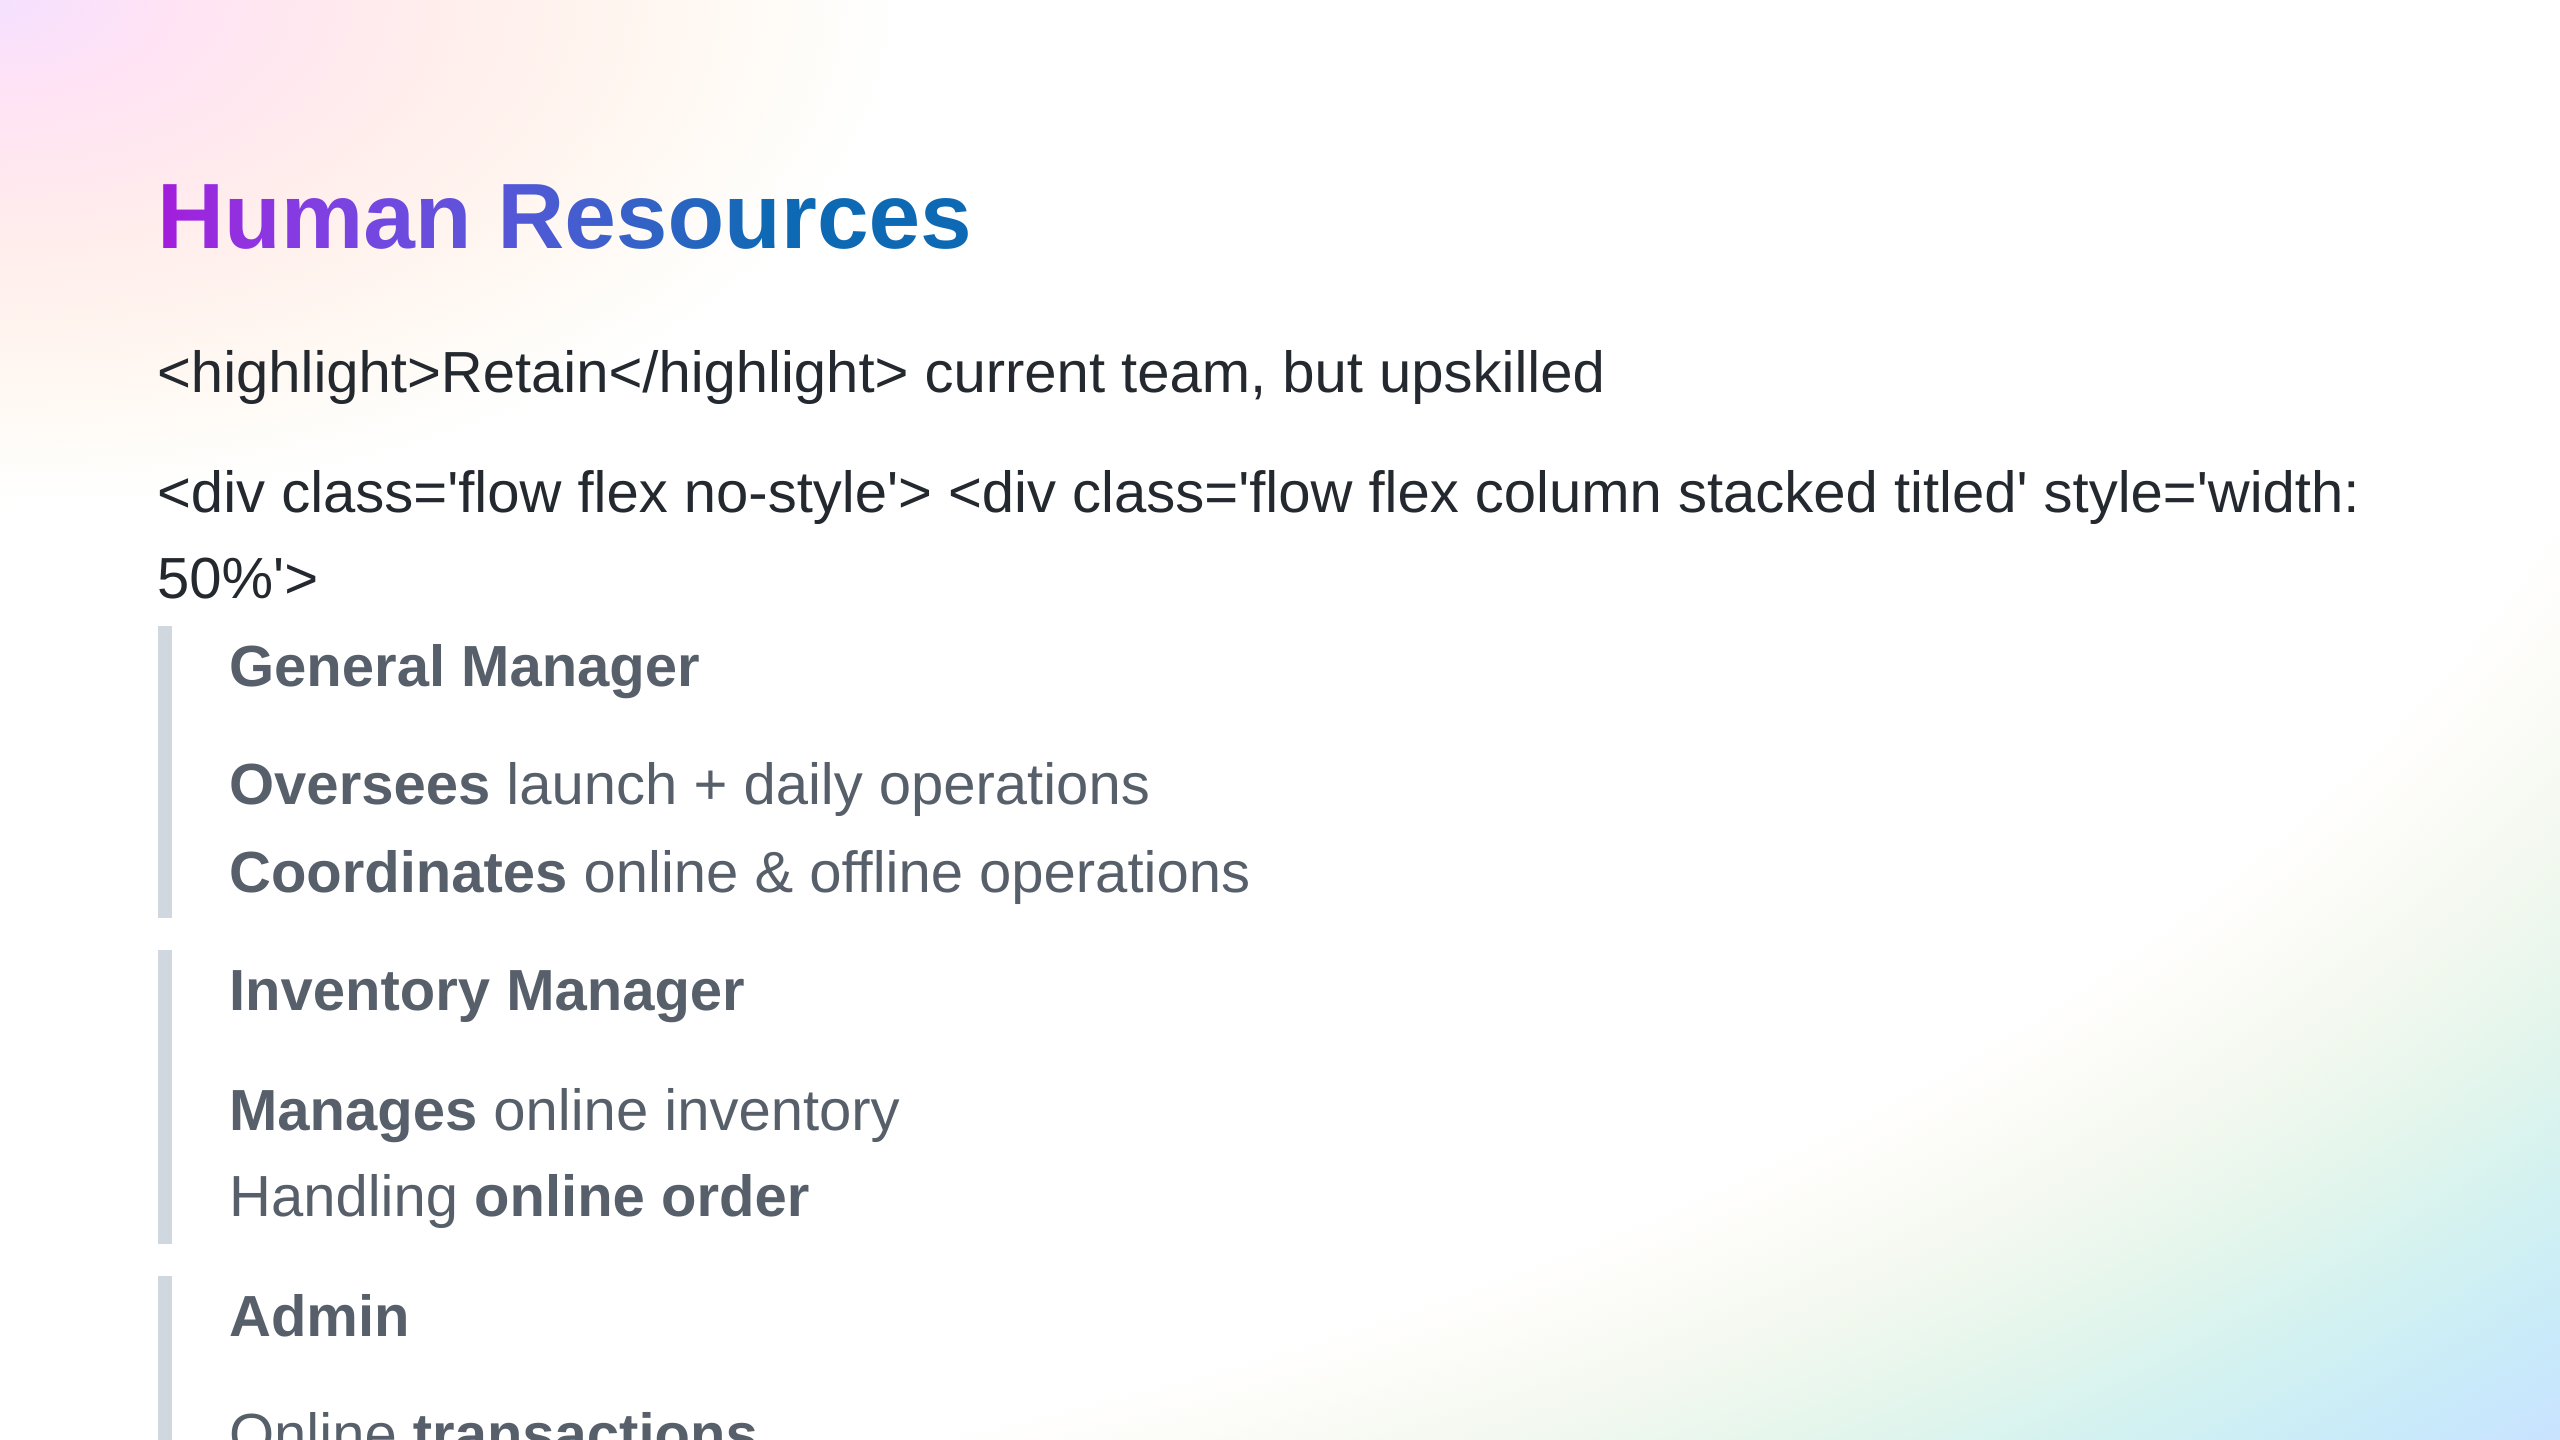 Human Resources
<highlight>Retain</highlight> current team, but upskilled
<div class='flow flex no-style'> <div class='flow flex column stacked titled' style='width:
50%'>
General Manager
Oversees launch + daily operations
Coordinates online & offline operations
Inventory Manager
Manages online inventory
Handling online order
Admin
Online transactions